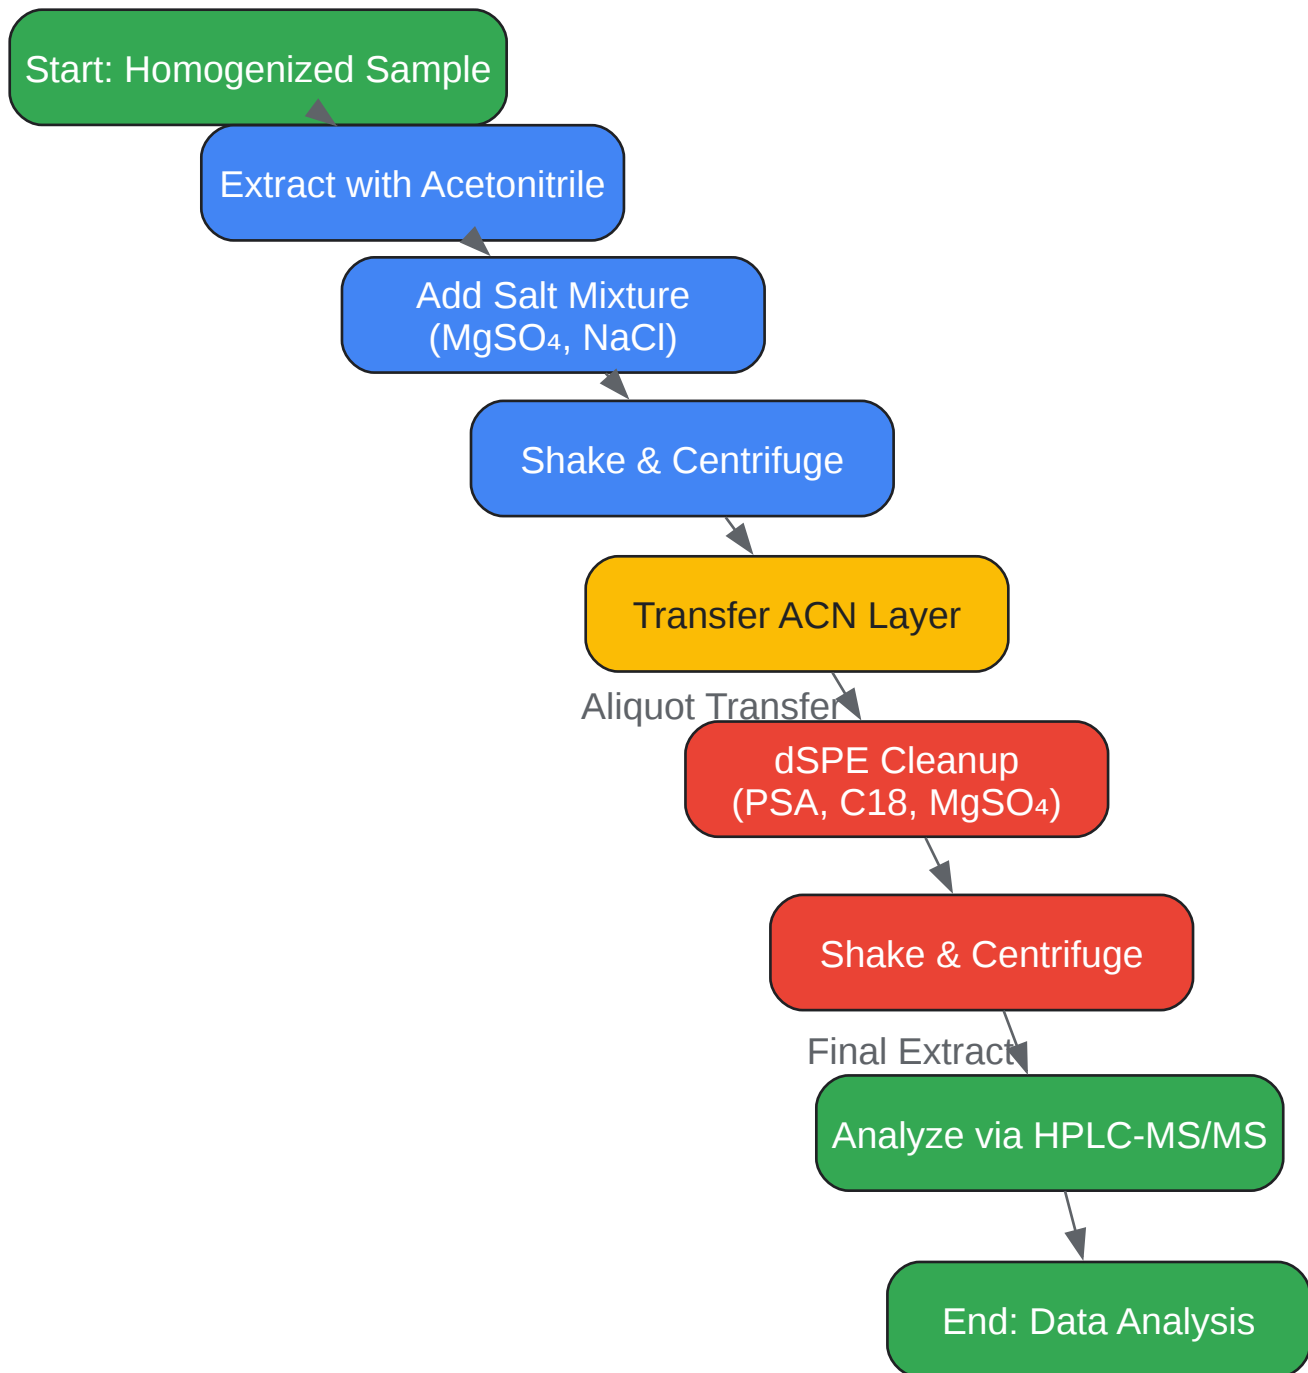 Start: Homogenized Sample
Extract with Acetonitrile
Add Salt Mixture
(MgSO₄, NaCl)
Shake & Centrifuge
Transfer ACN Layer
Aliquot Transfer
dSPE Cleanup
(PSA, C18, MgSO₄)
Shake & Centrifuge
Final Extract
Analyze via HPLC-MS/MS
End: Data Analysis